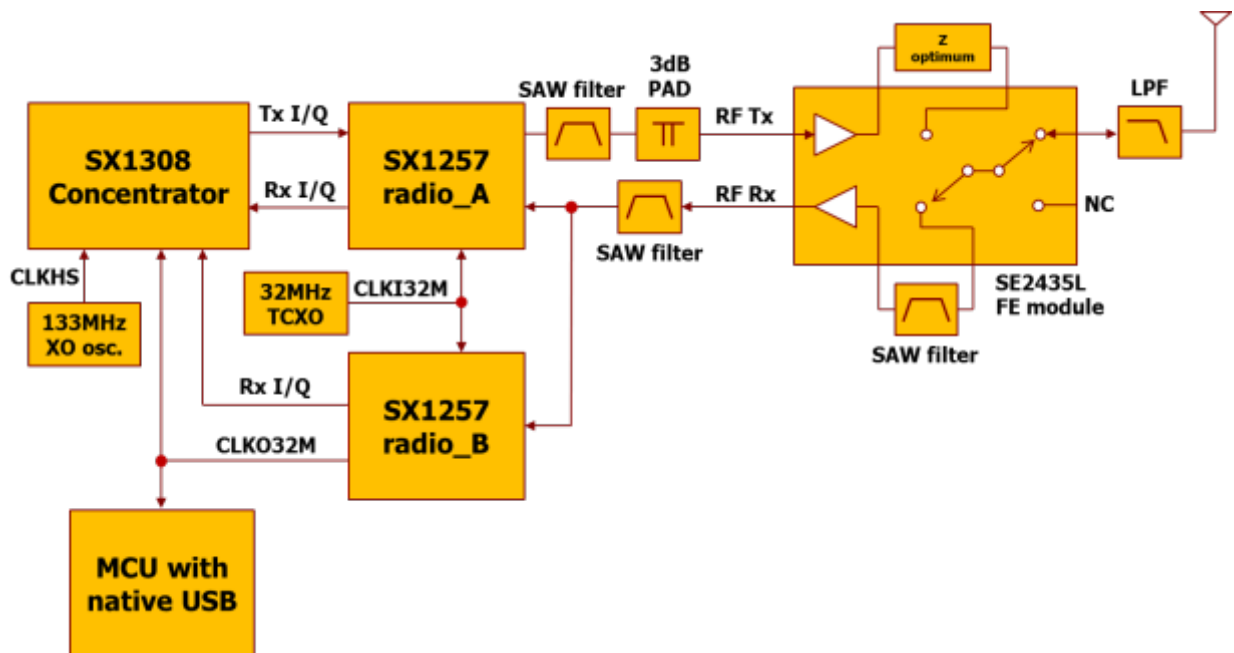 Z
optimum
3dB
PAD
SAW filter
LPF
Tx I/Q
RF Tx
SX1308
Concentrator
SX1257
radio_A
Rx I/Q
RF Rx
NC
SAW filter
CLKHS
32MHz
TCXO
CLKI32M
SE2435L
FE module
133MHz
XO osc.
SAW filter
Rx I/Q
SX1257
radio_B
CLKO32M
MCU with
native USB